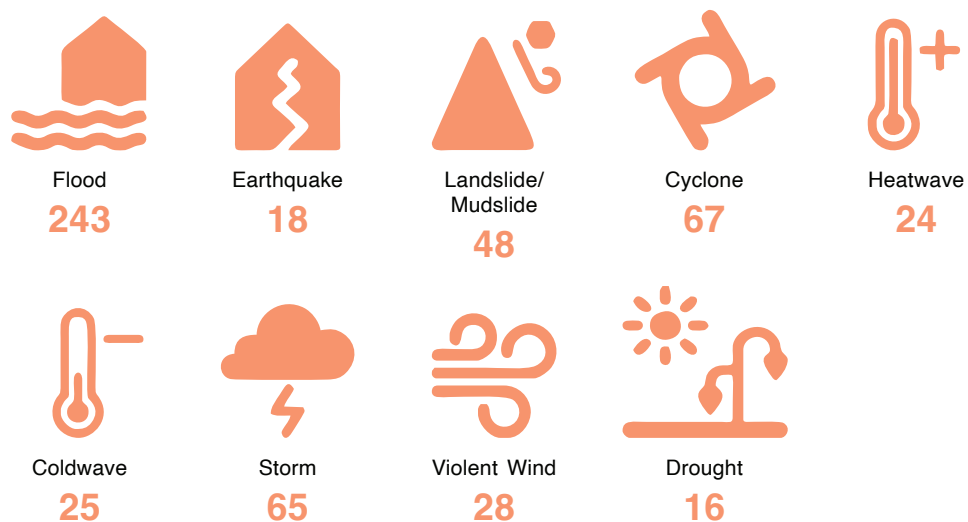 Flood
243
Earthquake
18
Landslide/
Mudslide
48
Cyclone
67
Heatwave
24
Coldwave
25
Storm
65
Violent Wind
28
Drought
16